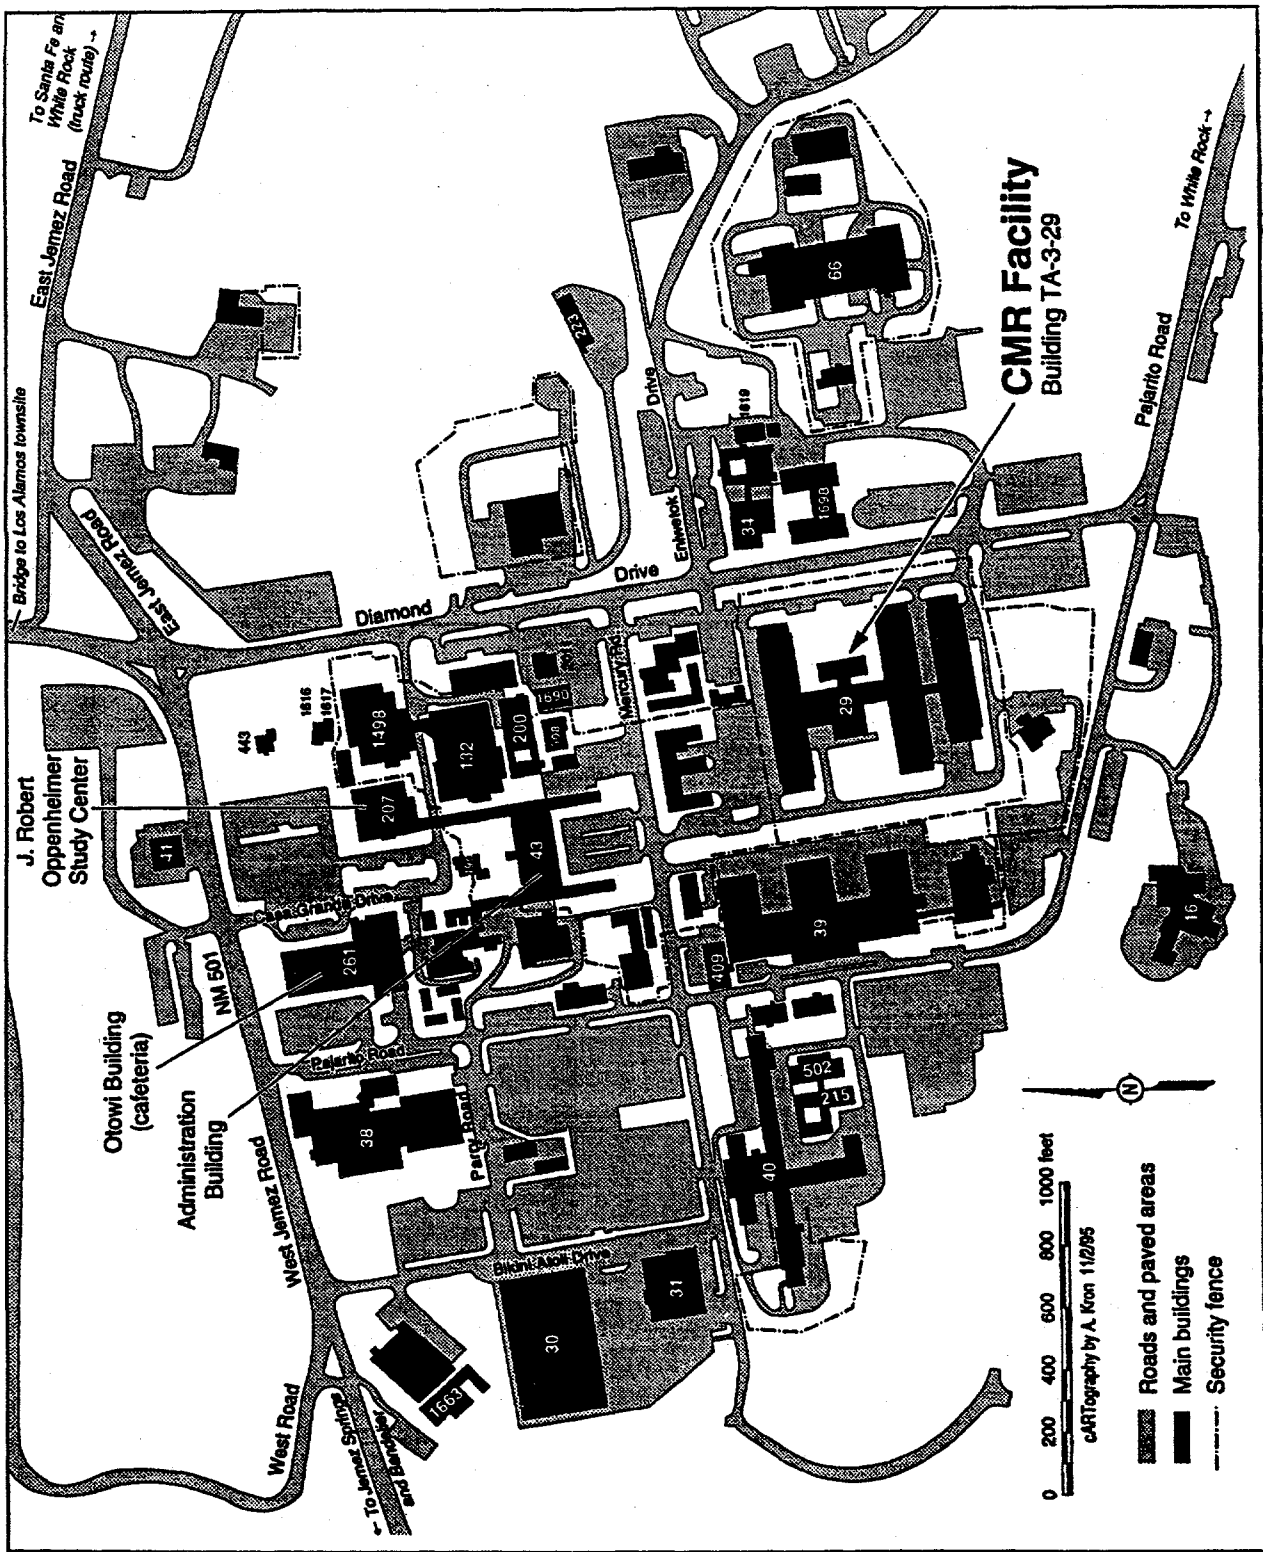 To Santa Fe and
White Rock
(truck route) →
East Jemez Road
Bridge to Los Alamos townsite
East Jemez Road
J. Robert
Oppenheimer
Study Center
NM 501
Otowi Building
(cafeteria)
Administration
Building
West Jemez Road
West Road
← To Jemez Springs
and Bandelier
Casa Grande Drive
Pajarito Road
Parcl Road
Bikini Atoll Drive
Diamond
Drive
Mercury Rd
Eniwetok
Drive
443
1616
1617
1498
207
132
200
1690
43
41
261
38
1663
30
31
223
1819
34
1698
66
29
39
409
502
215
40
16
CMR Facility
Building TA-3-29
Pajarito Road
To White Rock →
N
0 200 400 600 800 1000 feet
cARTography by A. Kron 11/2/95
Roads and paved areas
Main buildings
Security fence